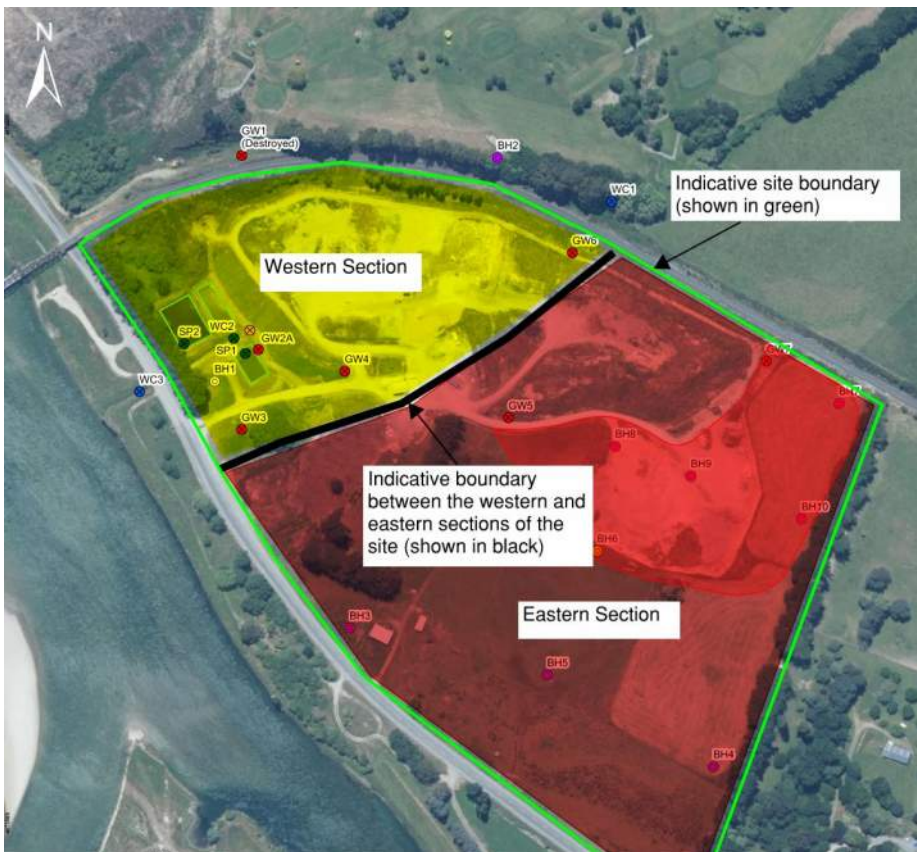 N
GW1
(Destroyed)
BH2
WC1
Indicative site boundary
(shown in green)
GW6
Western Section
SP2
WC2
GW2A
SP1
BH1
GW4
WC3
GW3
GW7
BH7
GW5
BH8
BH9
Indicative boundary
between the western and
eastern sections of the
site (shown in black)
BH10
BH6
Eastern Section
BH3
BH5
BH4